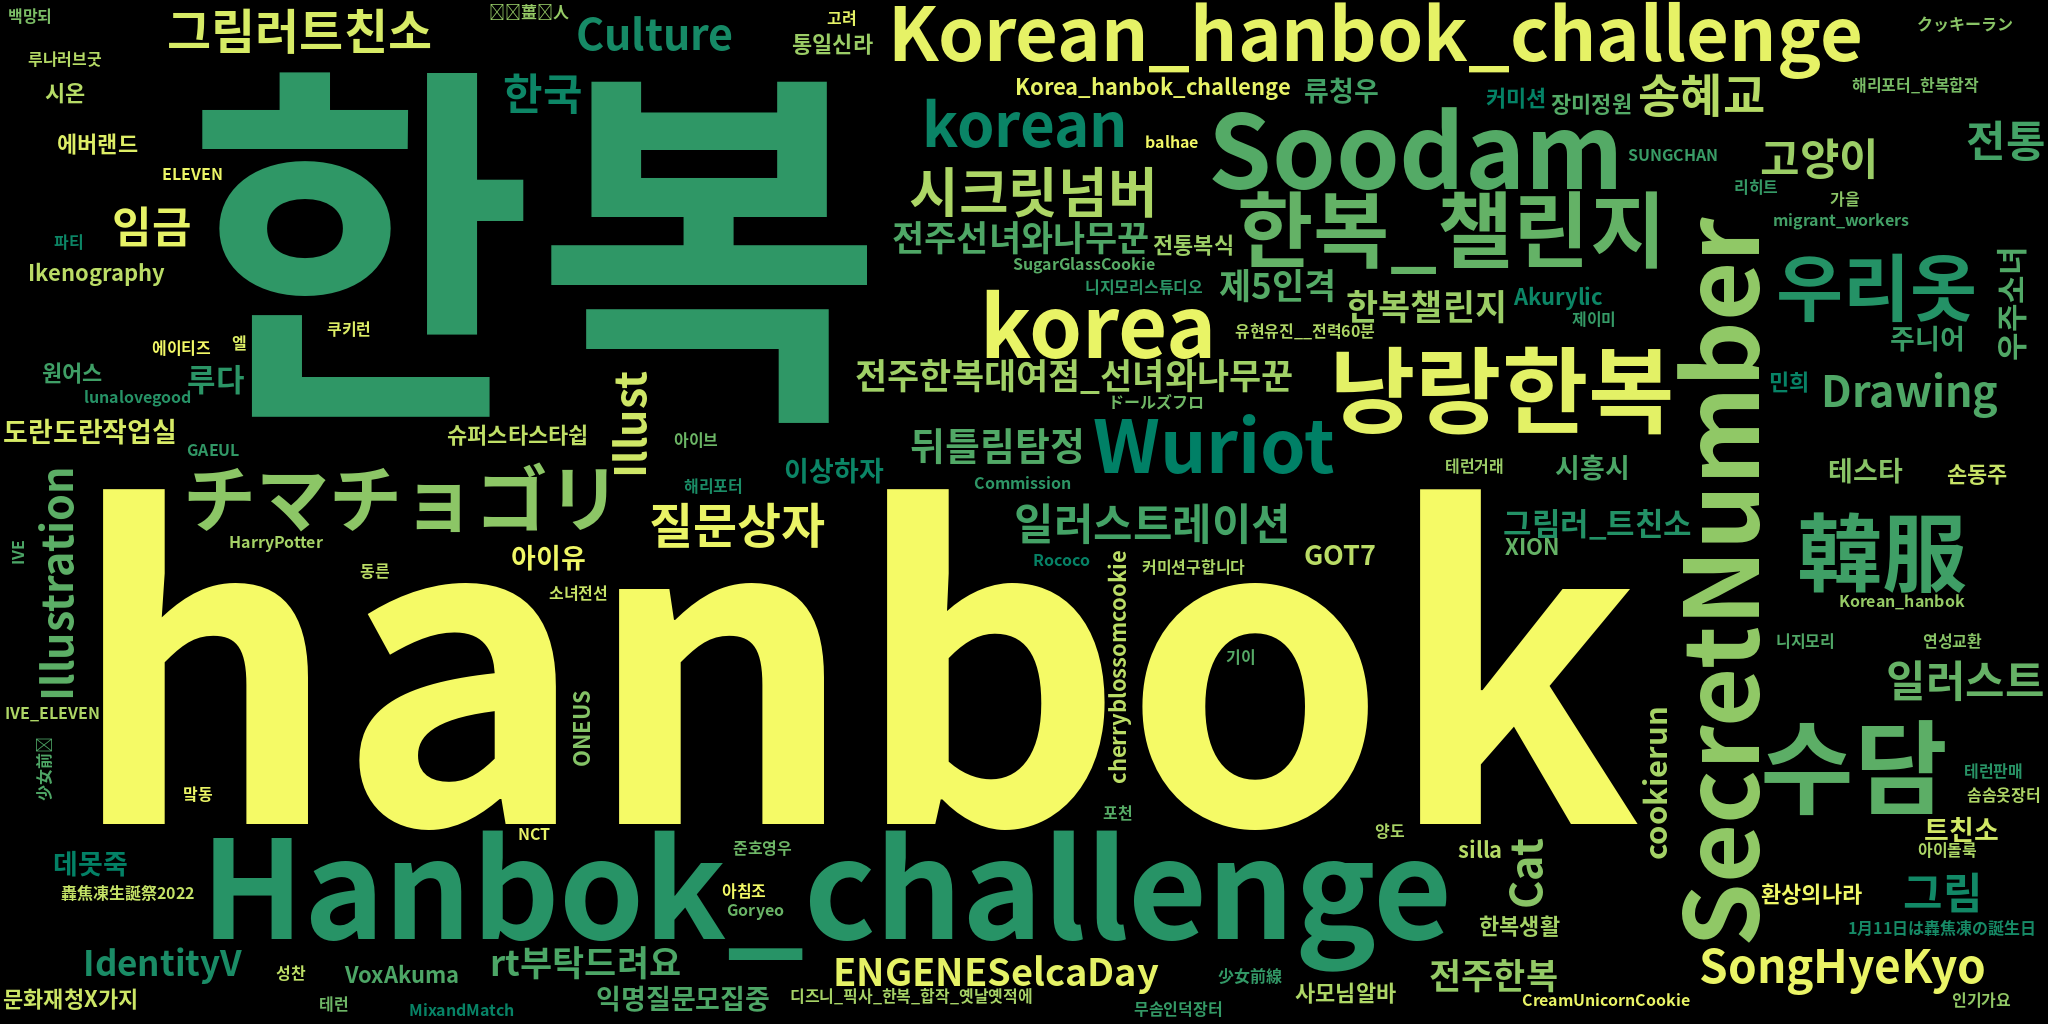 백망되
그림러트친소
Culture
고려
통일신라
Korean_hanbok_challenge
クッキーラン
루나러브굿
시온
한복
한국
Korea_hanbok_challenge
류청우
커미션
장미정원
송혜교
해리포터_한복합작
에버랜드
korean
balhae
Soodam
SUNGCHAN
고양이
전통
ELEVEN
임금
시크릿넘버
한복_챌린지
리히트
가을
migrant_workers
파티
Ikenography
전주선녀와나무꾼
전통복식
SugarGlassCookie
니지모리스튜디오
제5인격
SecretNumber
우리옷
우주소녀
쿠키런
에이티즈
엘
korea
한복챌린지
Akurylic
제이미
유현유진__전력60분
주니어
원어스
루다
lunalovegood
Illust
전주한복대여점_선녀와나무꾼
ドールズフロ
낭랑한복
민희
Drawing
도란도란작업실
GAEUL
슈퍼스타스타쉽
아이브
뒤틀림탐정
Wuriot
チマチョゴリ
해리포터
이상하자
Commission
테런거래
시흥시
테스타
손동주
Illustration
IVE
HarryPotter
아이유
질문상자
일러스트레이션
그림러_트친소
韓服
동른
소녀전선
Rococo
cherryblossomcookie
커미션구합니다
GOT7
XION
Korean_hanbok
hanbok
기이
니지모리
연성교환
일러스트
IVE_ELEVEN
ONEUS
cookierun
수담
맠동
포천
테런판매
솜솜옷장터
NCT
Hanbok_challenge
준호영우
양도
silla
Cat
트친소
아이돌룩
데못죽
轟焦凍生誕祭2022
아침조
Goryeo
환상의나라
그림
한복생활
1月11日は轟焦凍の誕生日
IdentityV
성찬
VoxAkuma
rt부탁드려요
ENGENESelcaDay
少女前線
전주한복
SongHyeKyo
문화재청X가지
테런
MixandMatch
익명질문모집중
디즈니_픽사_한복_합작_옛날옛적에
무솜인덕장터
사모님알바
CreamUnicornCookie
인기가요